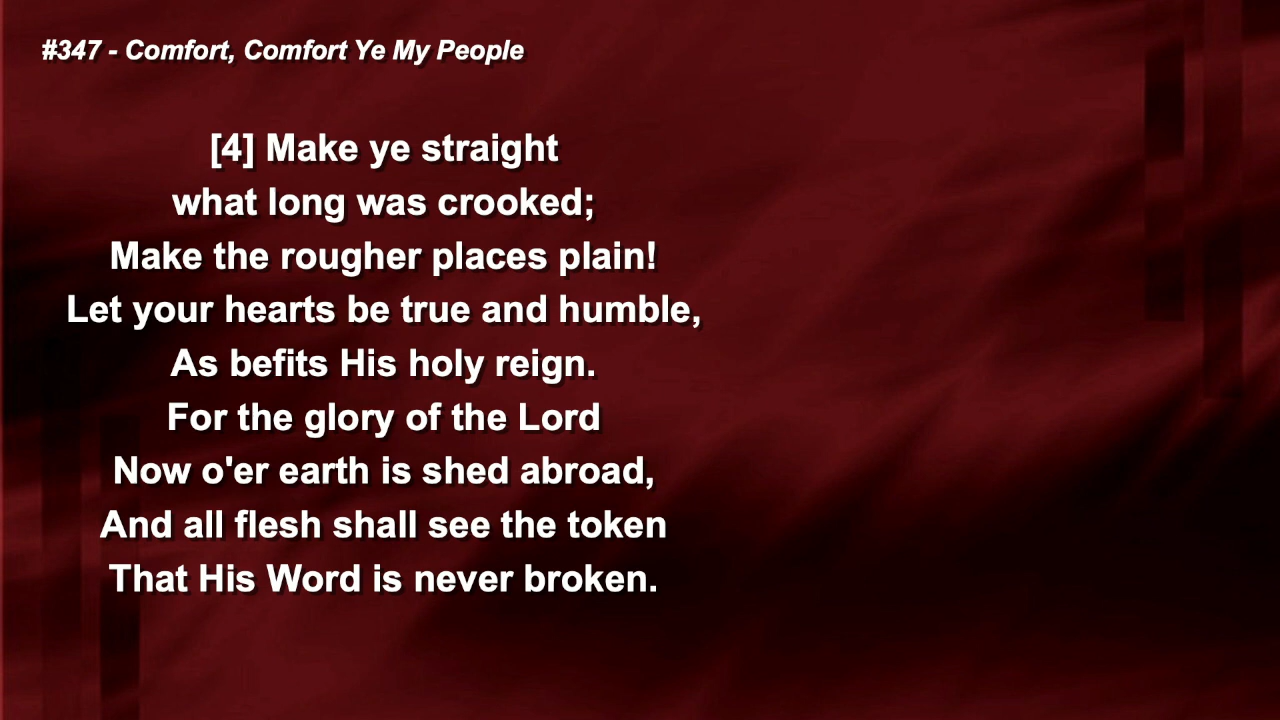 #347 - Comfort, Comfort Ye My People
[4] Make ye straight
what long was crooked;
Make the rougher places plain!
Let your hearts be true and humble,
As befits His holy reign.
For the glory of the Lord
Now o'er earth is shed abroad,
And all flesh shall see the token
That His Word is never broken.